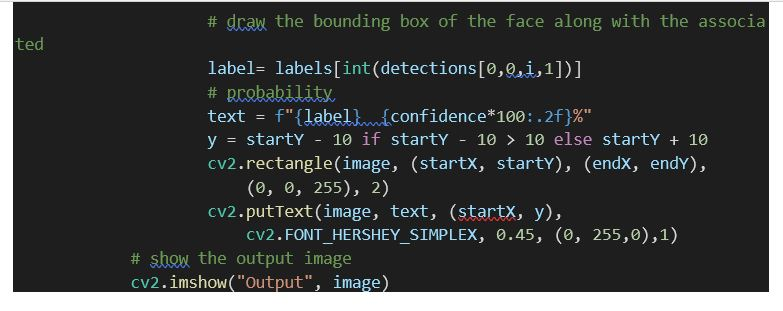 # draw the bounding box of the face along with the associa
ted
label= labels[int(detections[0,0,i,1])]
# probability
text = f"{label}  {confidence*100:.2f}%"
y = startY - 10 if startY - 10 > 10 else startY + 10
cv2.rectangle(image, (startX, startY), (endX, endY),
(0, 0, 255), 2)
cv2.putText(image, text, (startX, y),
cv2.FONT_HERSHEY_SIMPLEX, 0.45, (0, 255,0),1)
# show the output image
cv2.imshow("Output", image)